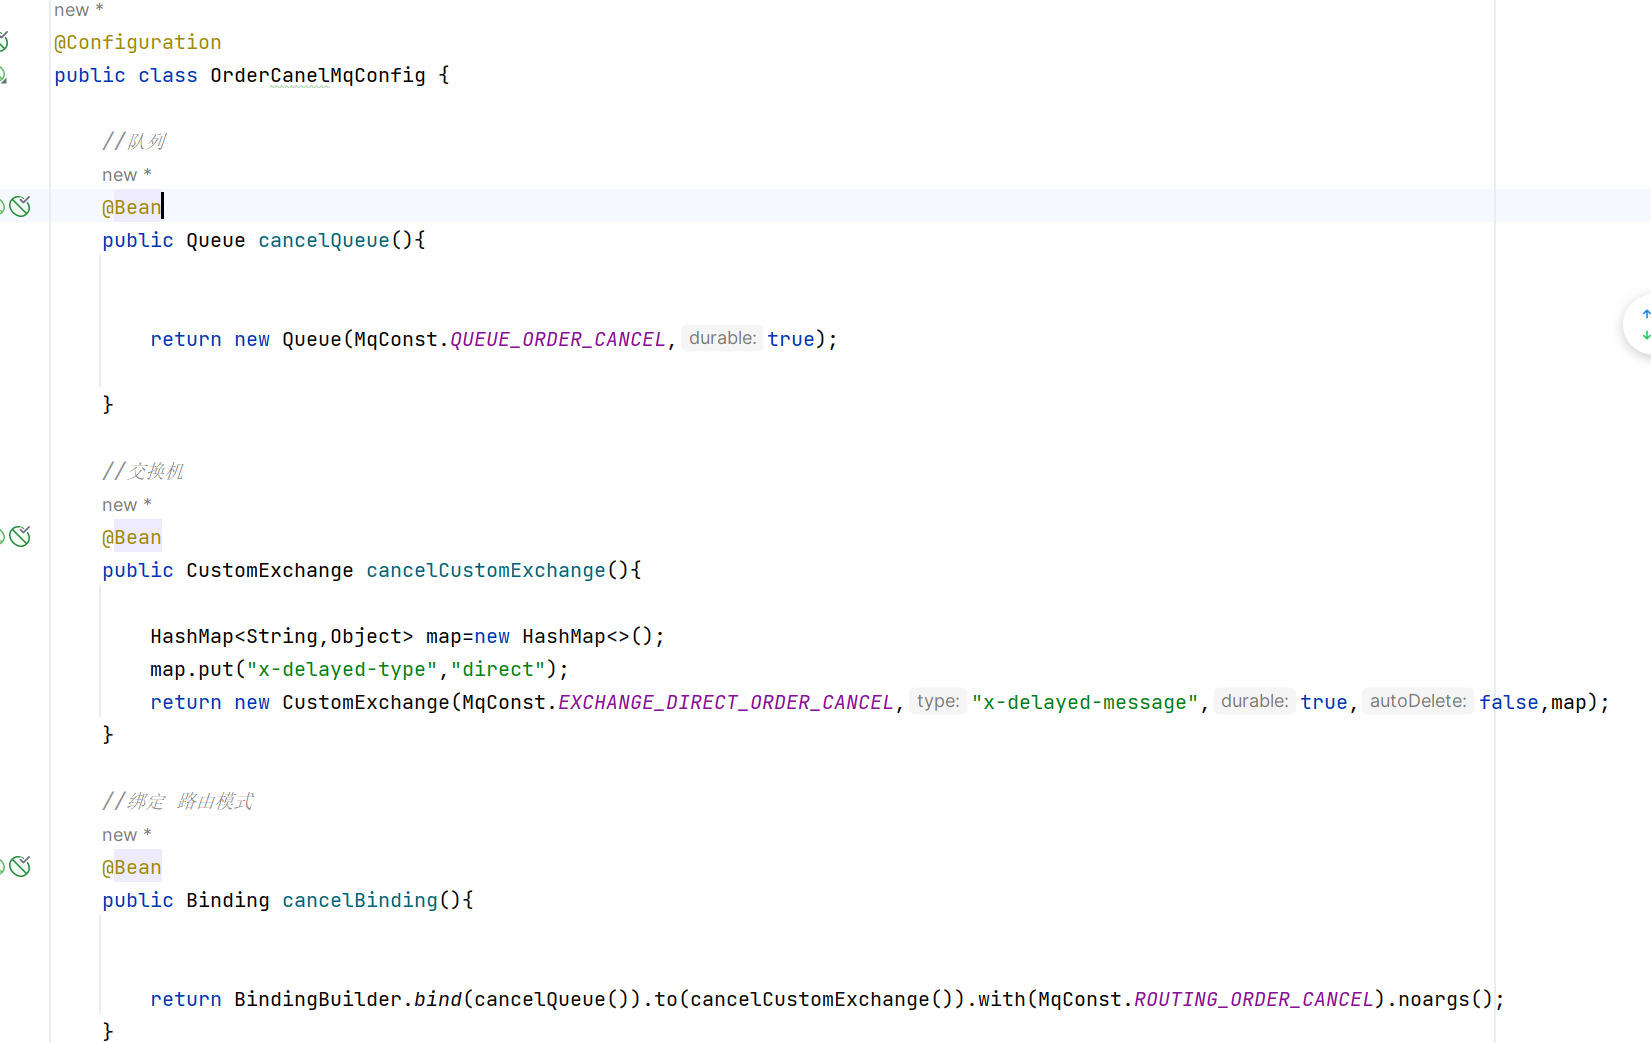 new *
@Configuration
public class OrderCanelMqConfig {
//队列
new *
@Bean
public Queue cancelQueue(){
return new Queue(MqConst.QUEUE_ORDER_CANCEL, durable: true);
}
//交换机
new *
@Bean
public CustomExchange cancelCustomExchange(){
HashMap<String,Object> map=new HashMap<>();
map.put("x-delayed-type","direct");
return new CustomExchange(MqConst.EXCHANGE_DIRECT_ORDER_CANCEL, type: "x-delayed-message", durable: true, autoDelete: false,map);
}
//绑定 路由模式
new *
@Bean
public Binding cancelBinding(){
return BindingBuilder.bind(cancelQueue()).to(cancelCustomExchange()).with(MqConst.ROUTING_ORDER_CANCEL).noargs();
}